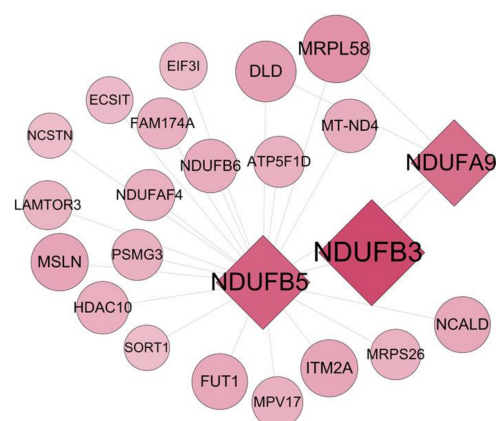 MRPL58
EIF3I
DLD
ECSIT
FAM174A
MT-ND4
NCSTN
NDUFB6
ATP5F1D
NDUFA9
NDUFAF4
LAMTOR3
NDUFB3
PSMG3
MSLN
NDUFB5
HDAC10
NCALD
SORT1
MRPS26
ITM2A
FUT1
MPV17